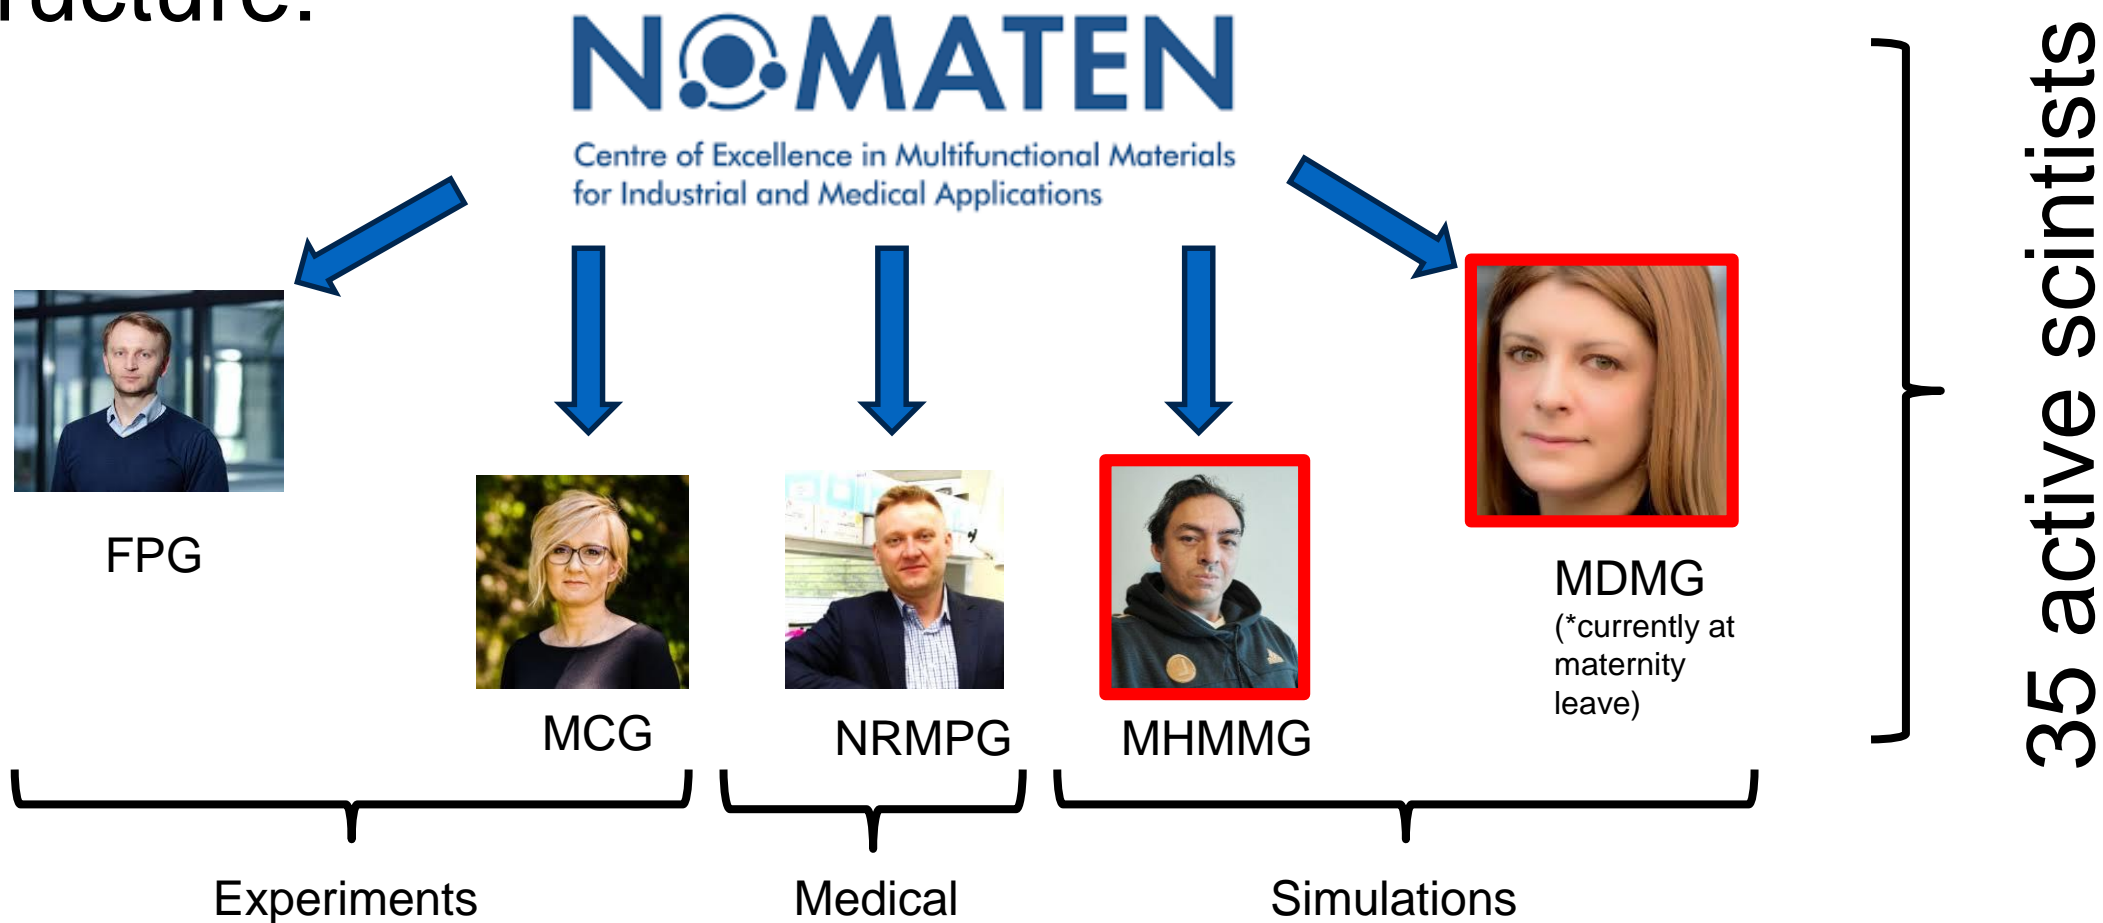 ructure:
NOMATEN
Centre of Excellence in Multifunctional Materials
for Industrial and Medical Applications
35 active scintists
FPG
MCG
NRMPG
MHMMG
MDMG
(*currently at
maternity
leave)
Experiments
Medical
Simulations